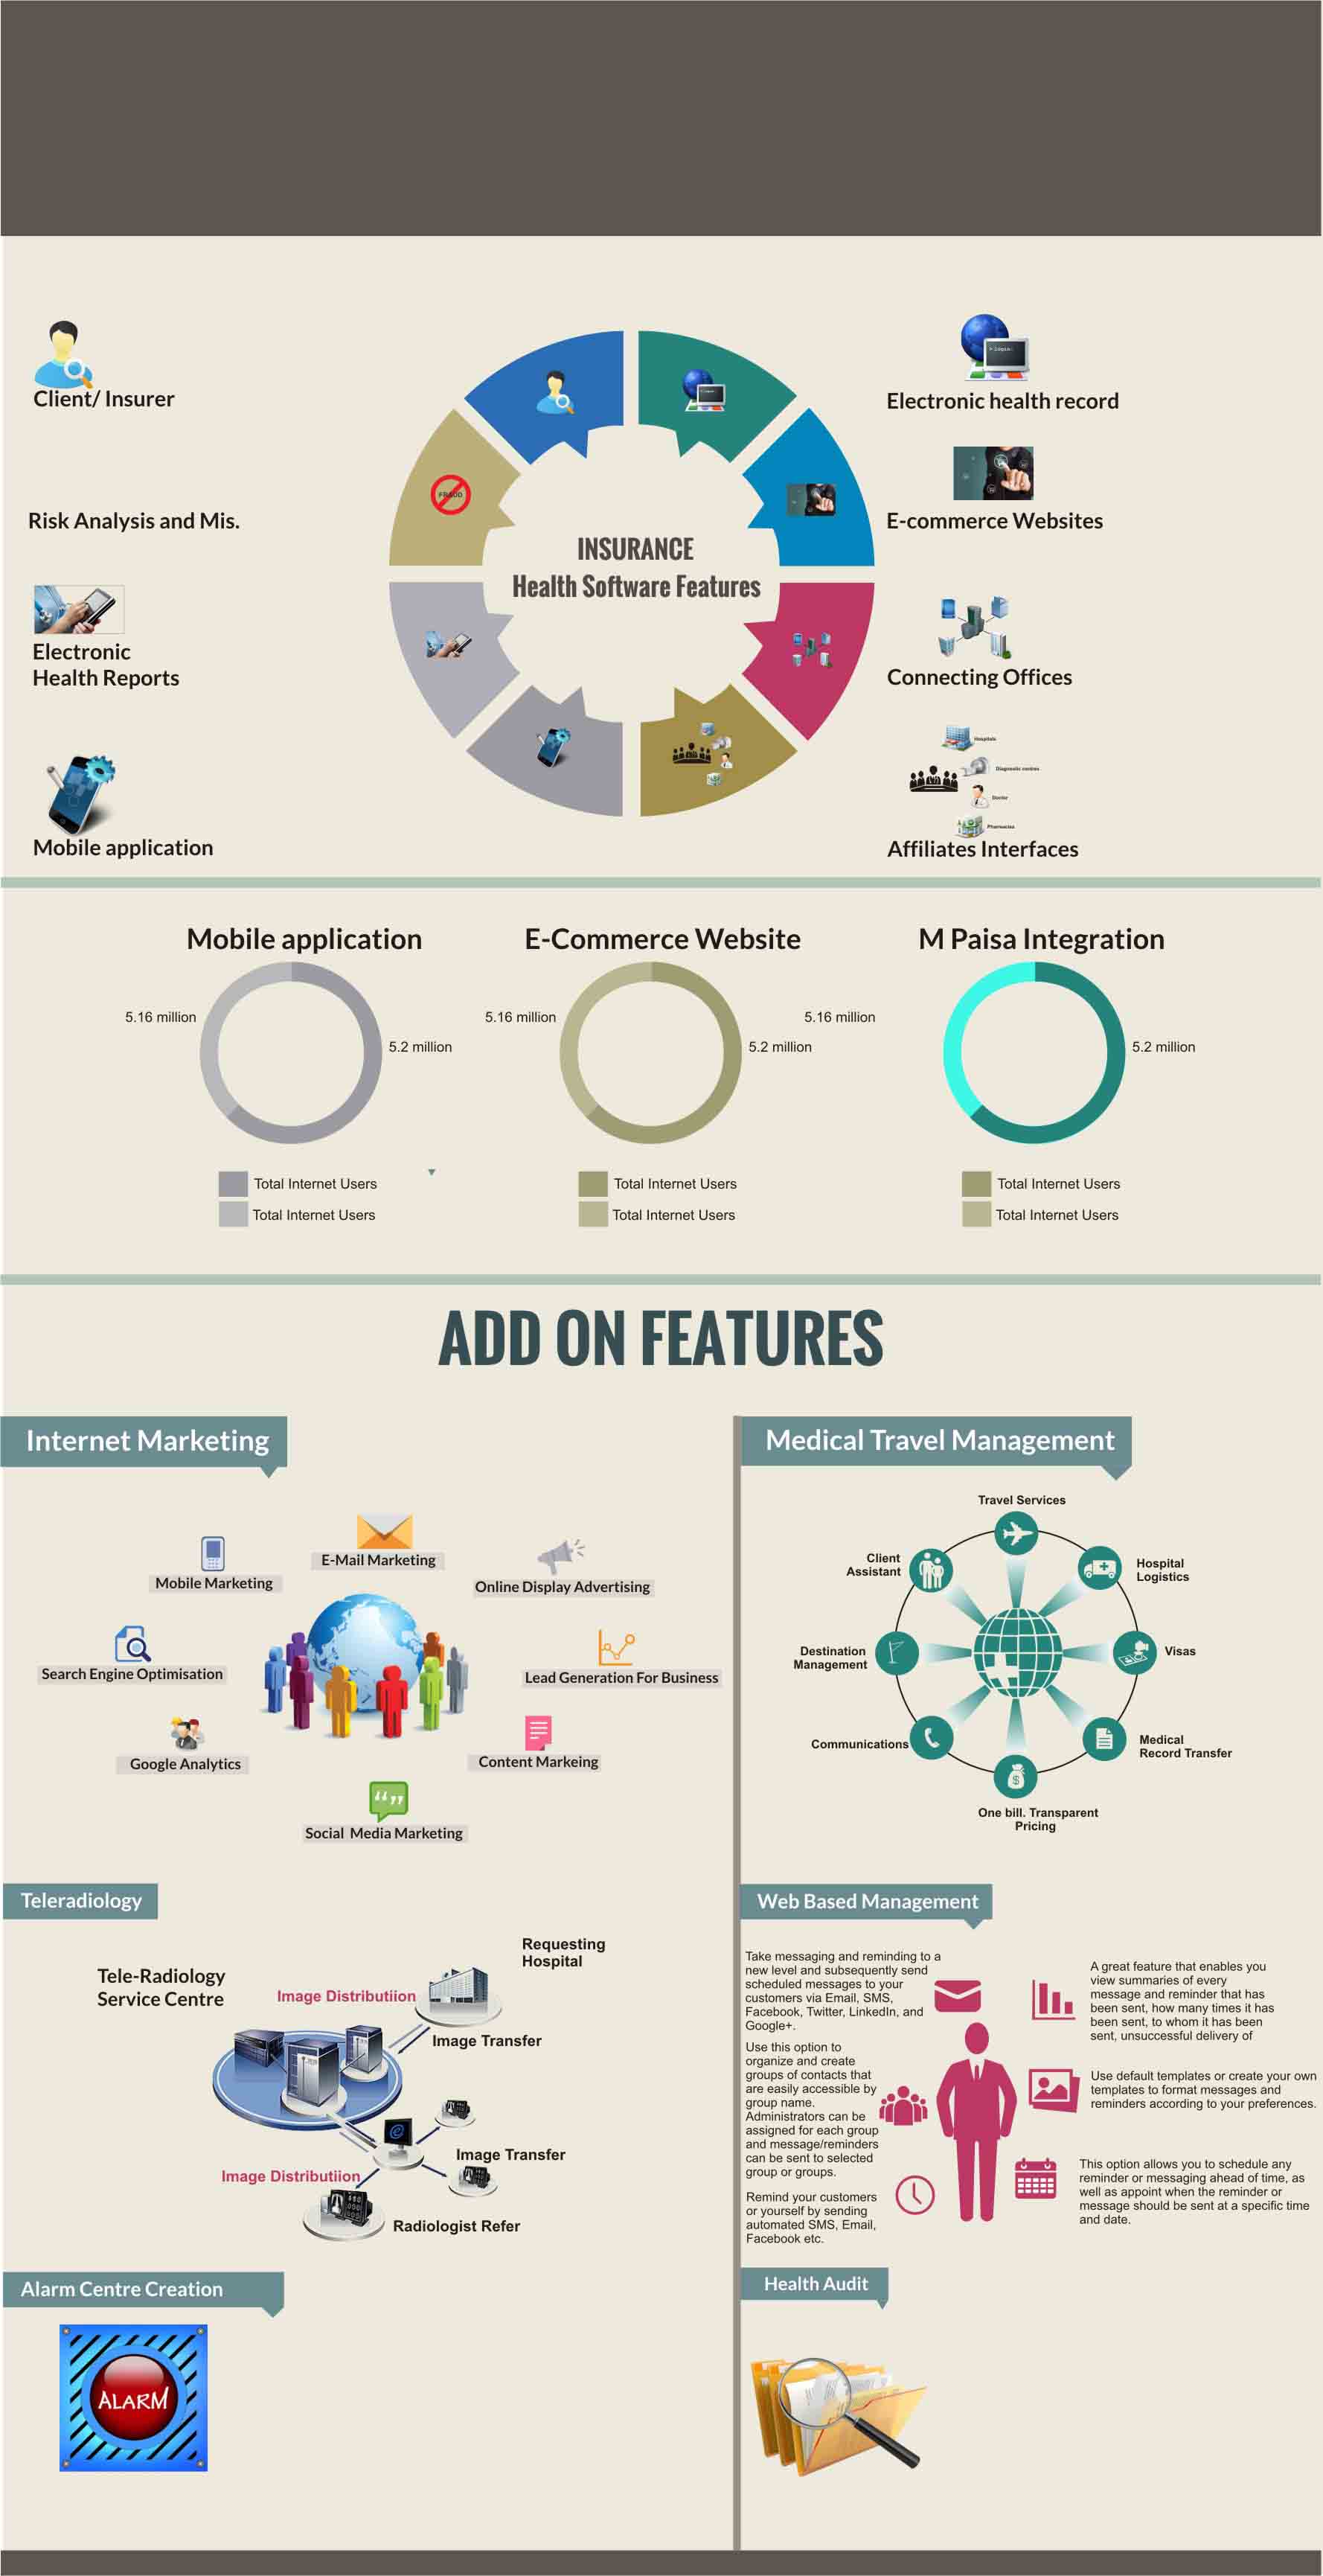 Client/ Insurer
Risk Analysis and Mis.
Electronic
Health Reports
Mobile application
FRAUD
INSURANCE
Health Software Features
Electronic health record
E-commerce Websites
Connecting Offices
Hospitals
Diagnostic centres
Doctor
Pharmacies
Affiliates Interfaces
Mobile application
5.16 million
5.2 million
Total Internet Users
Total Internet Users
E-Commerce Website
5.16 million
5.2 million
Total Internet Users
Total Internet Users
M Paisa Integration
5.16 million
5.2 million
Total Internet Users
Total Internet Users
ADD ON FEATURES
Internet Marketing
E-Mail Marketing
Mobile Marketing
Online Display Advertising
Search Engine Optimisation
Lead Generation For Business
Google Analytics
Content Markeing
Social Media Marketing
Medical Travel Management
Travel Services
Client
Assistant
Hospital
Logistics
Destination
Management
Visas
Communications
Medical
Record Transfer
One bill. Transparent
Pricing
Teleradiology
Tele-Radiology
Service Centre
Requesting
Hospital
Image Distributiion
Image Transfer
Image Transfer
Image Distributiion
Radiologist Refer
Web Based Management
Take messaging and reminding to a
new level and subsequently send
scheduled messages to your
customers via Email, SMS,
Facebook, Twitter, LinkedIn, and
Google+.
Use this option to
organize and create
groups of contacts that
are easily accessible by
group name.
Administrators can be
assigned for each group
and message/reminders
can be sent to selected
group or groups.
Remind your customers
or yourself by sending
automated SMS, Email,
Facebook etc.
A great feature that enables you
view summaries of every
message and reminder that has
been sent, how many times it has
been sent, to whom it has been
sent, unsuccessful delivery of
Use default templates or create your own
templates to format messages and
reminders according to your preferences.
This option allows you to schedule any
reminder or messaging ahead of time, as
well as appoint when the reminder or
message should be sent at a specific time
and date.
Alarm Centre Creation
ALARM
Health Audit